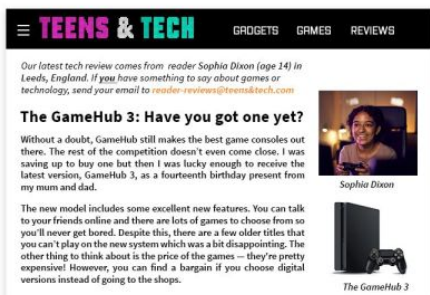 TEENS & TECH
GADGETS GAMES REVIEWS
Our latest tech review comes from reader Sophia Dixon (age 14) in
Leeds, England. If you have something to say about games or
technology, send your email to reader-reviews@teens&tech.com
The GameHub 3: Have you got one yet?
Without a doubt, GameHub still makes the best game consoles out
there. The rest of the competition doesn't even come close. I was
saving up to buy one but then I was lucky enough to receive the
latest version, GameHub 3, as a fourteenth birthday present from
my mum and dad.
The new model includes some excellent new features. You can talk
to your friends online and there are lots of games to choose from so
you'll never get bored. Despite this, there are a few older titles that
you can't play on the new system which was a bit disappointing. The
other thing to think about is the price of the games — they're pretty
expensive! However, you can find a bargain if you choose digital
versions instead of going to the shops.
Sophia Dixon
The GameHub 3